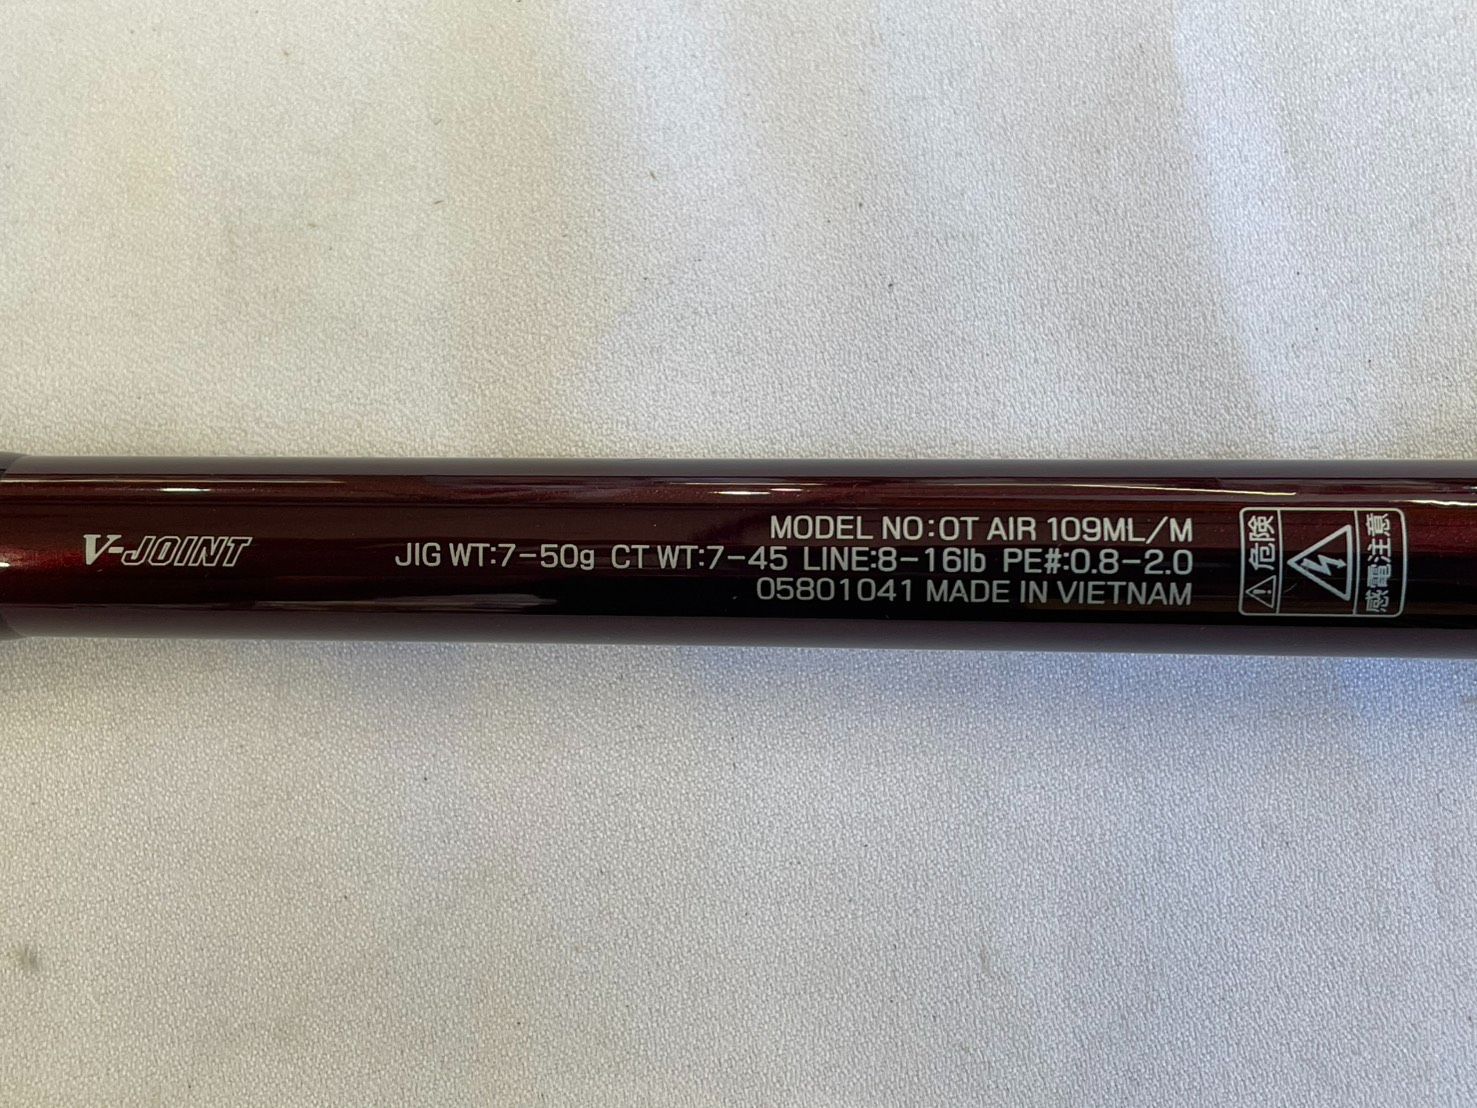 V-JOINT
MODEL NO:OT AIR 109ML/M
JIG WT:7-50g CT WT:7-45 LINE:8-16lb PE#:0.8-2.0
05801041 MADE IN VIETNAM
危険
感電注意